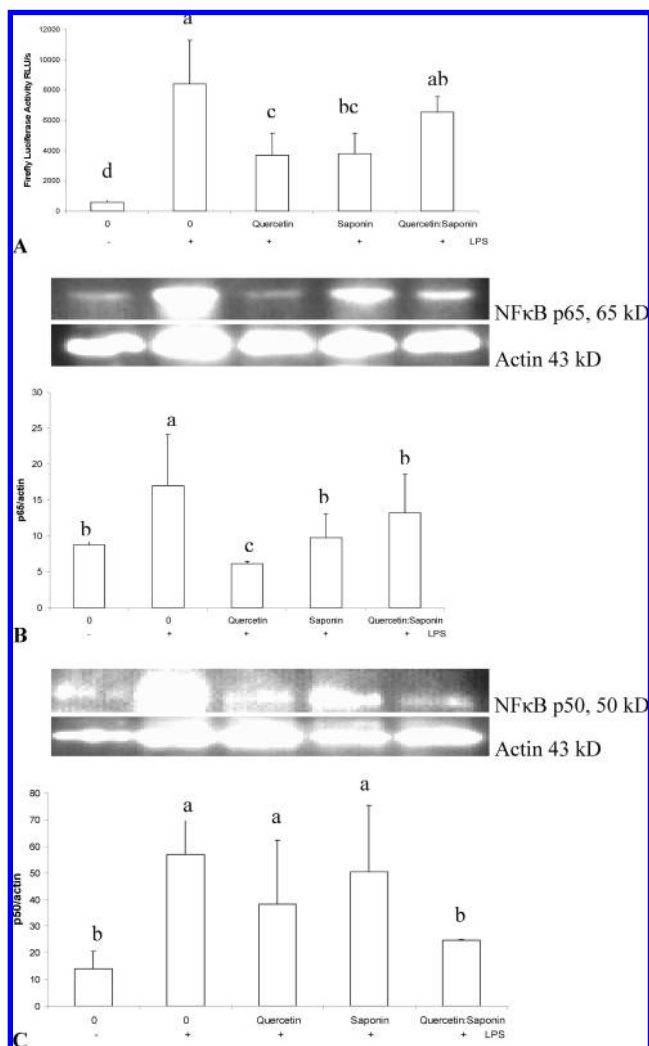 a
12000
10000
8000
6000
4000
2000
0
Firefly Luciferase Activity RLU/s
d
c
bc
ab
0 0 Quercetin Saponin Quercetin:Saponin
A - + + + + LPS
NFκB p65, 65 kD
Actin 43 kD
30
25
20
15
10
5
0
p65/actin
b
a
c
b
b
0 0 Quercetin Saponin Quercetin:Saponin
B - + + + + LPS
NFκB p50, 50 kD
Actin 43 kD
80
70
60
50
40
30
20
10
0
p50/actin
b
a
a
a
b
0 0 Quercetin Saponin Quercetin:Saponin
C - + + + + LPS